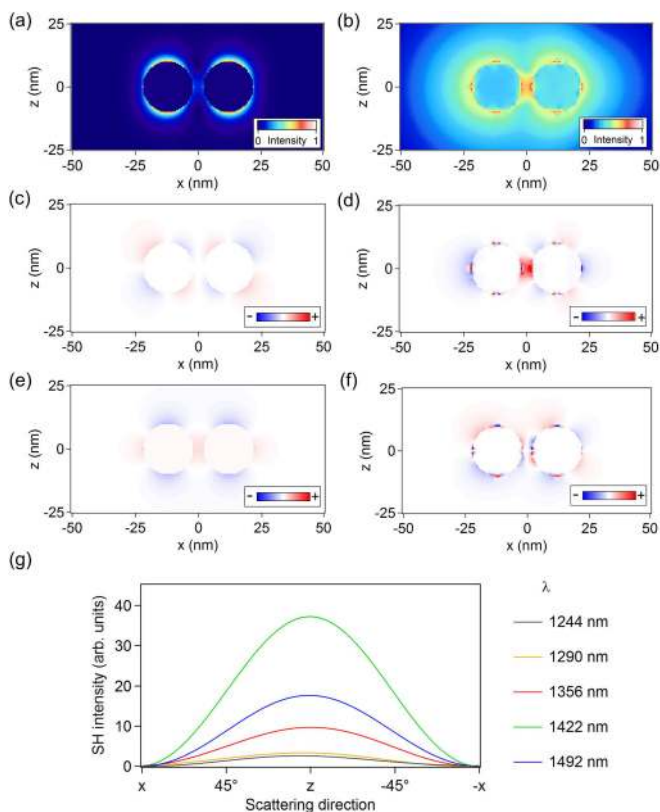 (a)
25
z (nm)
0
-25
-50 -25 0 25 50
x (nm)
0 Intensity 1
(b)
25
z (nm)
0
-25
-50 -25 0 25 50
x (nm)
0 Intensity 1
(c)
25
z (nm)
0
-25
-50 -25 0 25 50
x (nm)
- +
(d)
25
z (nm)
0
-25
-50 -25 0 25 50
x (nm)
- +
(e)
25
z (nm)
0
-25
-50 -25 0 25 50
x (nm)
- +
(f)
25
z (nm)
0
-25
-50 -25 0 25 50
x (nm)
- +
(g)
SH intensity (arb. units)
40
30
20
10
0
x 45° z -45° -x
Scattering direction
λ
1244 nm
1290 nm
1356 nm
1422 nm
1492 nm